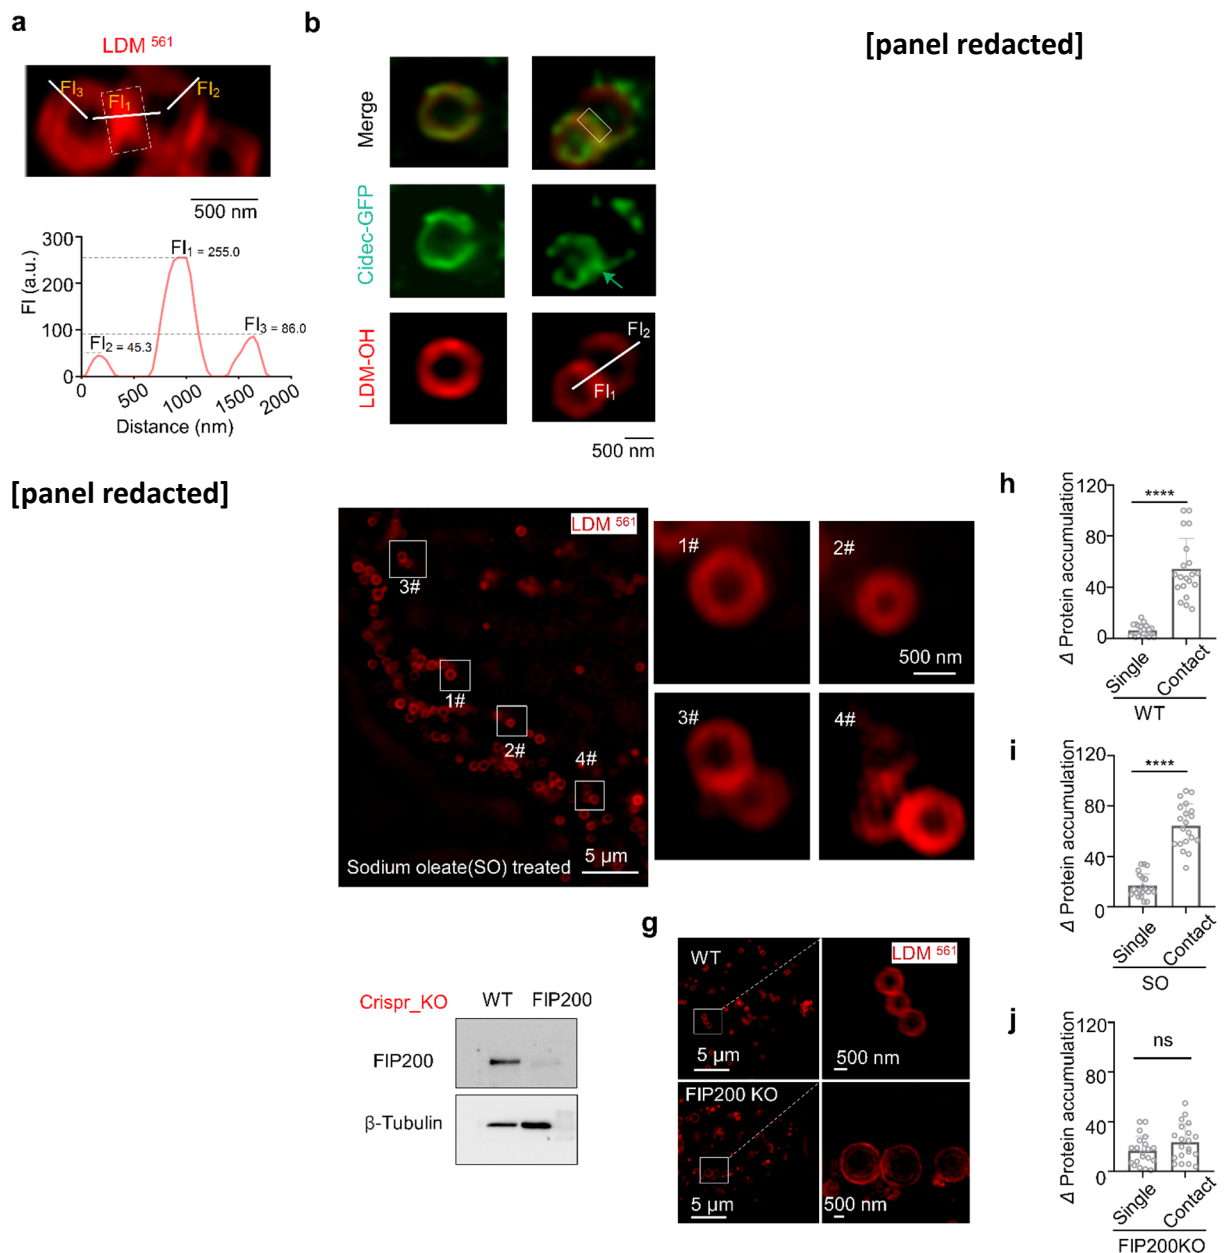 a
LDM 561
FI3
FI1
FI2
500 nm
300
200
100
0
FI (a.u.)
FI1 = 255.0
FI2 = 45.3
FI3 = 86.0
0
500
1000
1500
2000
Distance (nm)
b
Merge
Cidec-GFP
LDM-OH
FI2
FI1
500 nm
[panel redacted]
[panel redacted]
LDM 561
3#
1#
2#
4#
Sodium oleate(SO) treated
5 μm
1#
2#
500 nm
3#
4#
Crispr_KO
WT
FIP200
FIP200
β-Tubulin
g
WT
LDM 561
5 μm
500 nm
FIP200 KO
5 μm
500 nm
h
Δ Protein accumulation
120
80
40
0
****
Single
Contact
WT
i
Δ Protein accumulation
120
80
40
0
****
Single
Contact
SO
j
Δ Protein accumulation
120
80
40
0
ns
Single
Contact
FIP200KO